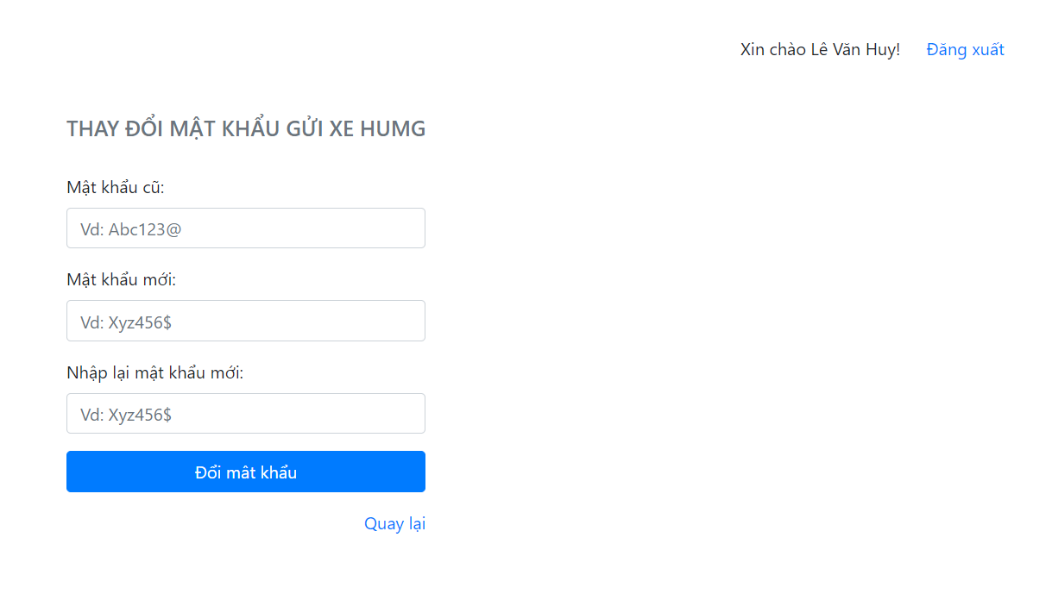 Xin chào Lê Văn Huy! Đăng xuất
THAY ĐỔI MẬT KHẨU GỬI XE HUMG
Mật khẩu cũ:
Vd: Abc123@
Mật khẩu mới:
Vd: Xyz456$
Nhập lại mật khẩu mới:
Vd: Xyz456$
Đổi mât khẩu
Quay lại